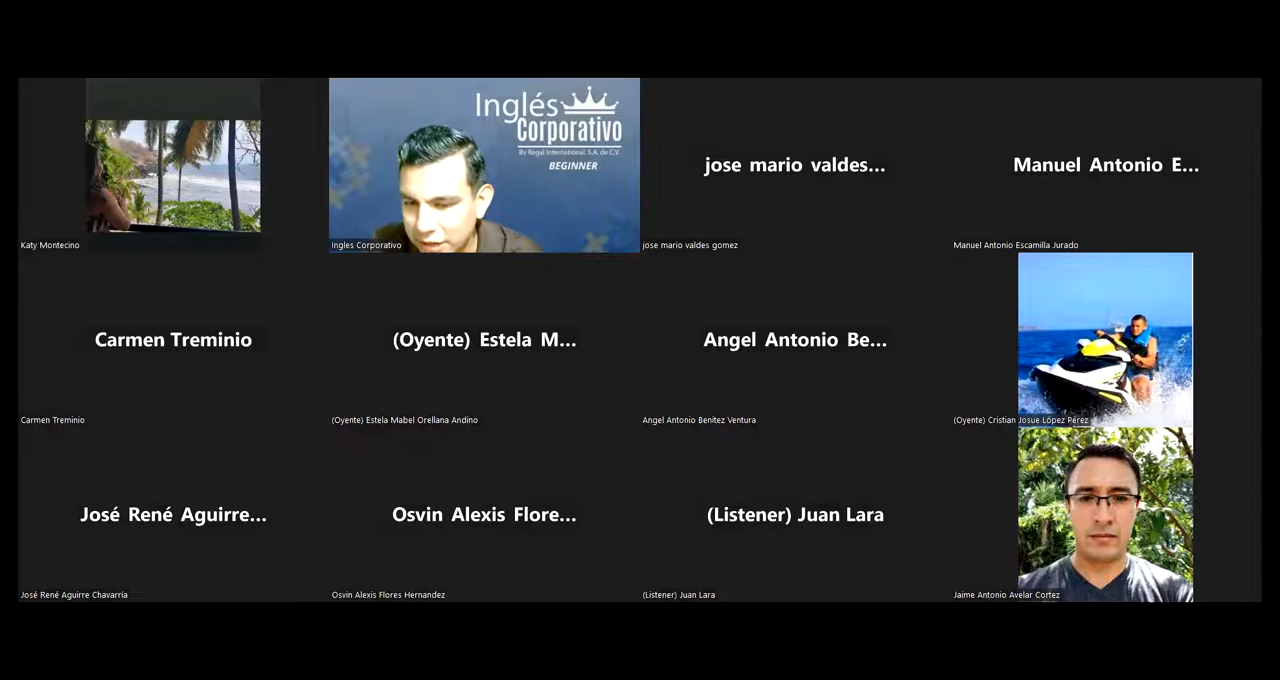 Inglés
Corporativo
By Regal International, S.A. de C.V.
BEGINNER
jose mario valdes...
Manuel Antonio E...
Katy Montecino
Ingles Corporativo
jose mario valdes gomez
Manuel Antonio Escamilla Jurado
Carmen Treminio
(Oyente) Estela M...
Angel Antonio Be...
Carmen Treminio
(Oyente) Estela Mabel Orellana Andino
Angel Antonio Benitez Ventura
(Oyente) Cristian Josue López Pérez
José René Aguirre...
Osvin Alexis Flore...
(Listener) Juan Lara
José René Aguirre Chavarría
Osvin Alexis Flores Hernandez
(Listener) Juan Lara
Jaime Antonio Avelar Cortez